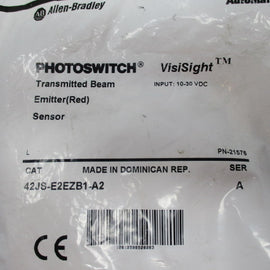 Allen-Bradley
PHOTOSWITCH® VisiSight™
Transmitted Beam INPUT: 10-30 VDC
Emitter(Red)
Sensor
L PN-21576
CAT MADE IN DOMINICAN REP. SER
42JS-E2EZB1-A2 A
CE